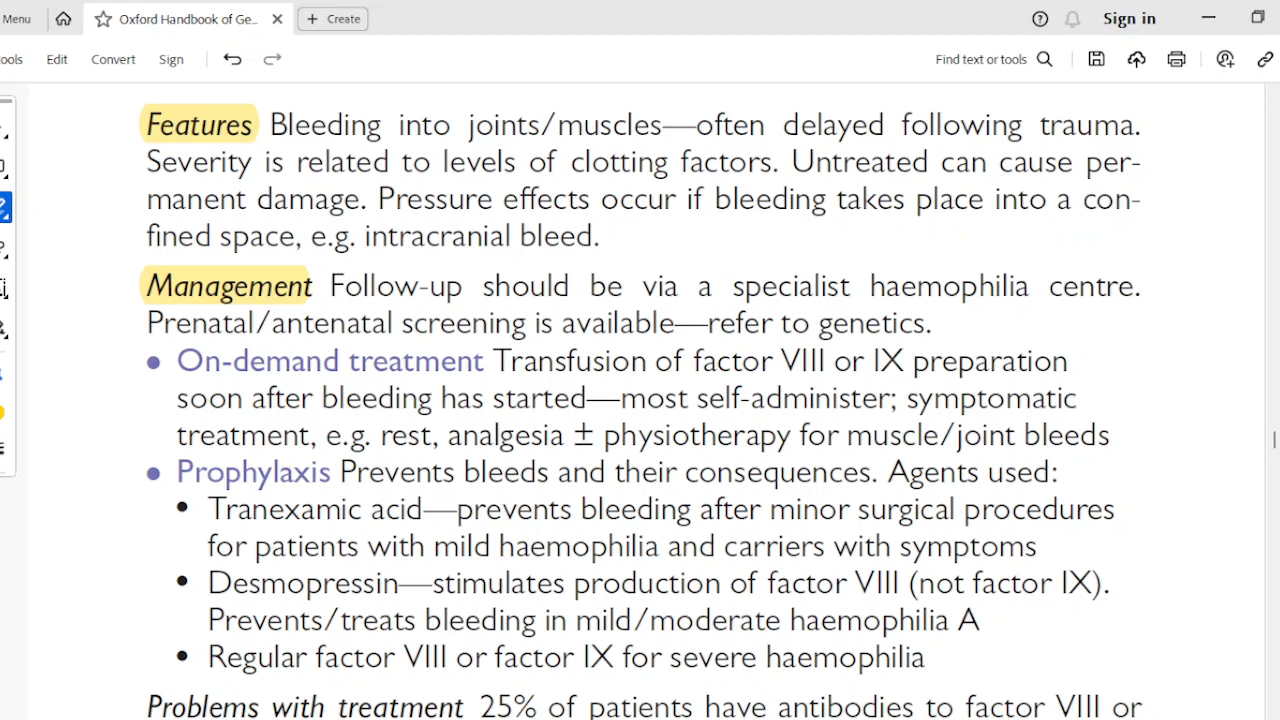 Menu
Oxford Handbook of Ge...
Create
Sign in
ools
Edit
Convert
Sign
Find text or tools
Features Bleeding into joints/muscles—often delayed following trauma.
Severity is related to levels of clotting factors. Untreated can cause per-
manent damage. Pressure effects occur if bleeding takes place into a con-
fined space, e.g. intracranial bleed.
Management Follow-up should be via a specialist haemophilia centre.
Prenatal/antenatal screening is available—refer to genetics.
• On-demand treatment Transfusion of factor VIII or IX preparation
soon after bleeding has started—most self-administer; symptomatic
treatment, e.g. rest, analgesia ± physiotherapy for muscle/joint bleeds
• Prophylaxis Prevents bleeds and their consequences. Agents used:
• Tranexamic acid—prevents bleeding after minor surgical procedures
for patients with mild haemophilia and carriers with symptoms
• Desmopressin—stimulates production of factor VIII (not factor IX).
Prevents/treats bleeding in mild/moderate haemophilia A
• Regular factor VIII or factor IX for severe haemophilia
Problems with treatment 25% of patients have antibodies to factor VIII or